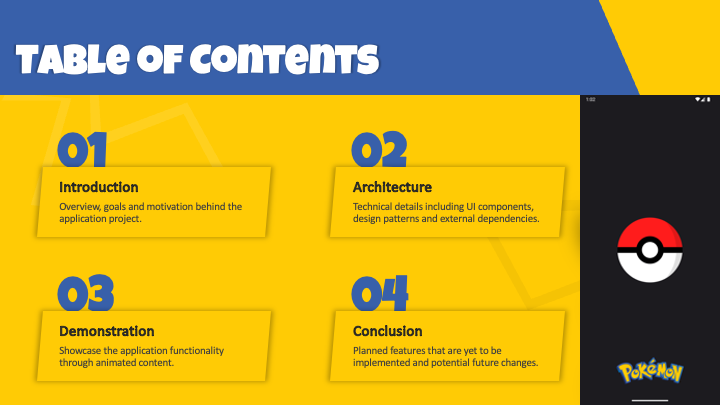 Table of Contents
1:02
01
Introduction
Overview, goals and motivation behind the
application project.
02
Architecture
Technical details including UI components,
design patterns and external dependencies.
03
Demonstration
Showcase the application functionality
through animated content.
04
Conclusion
Planned features that are yet to be
implemented and potential future changes.
POKéMON